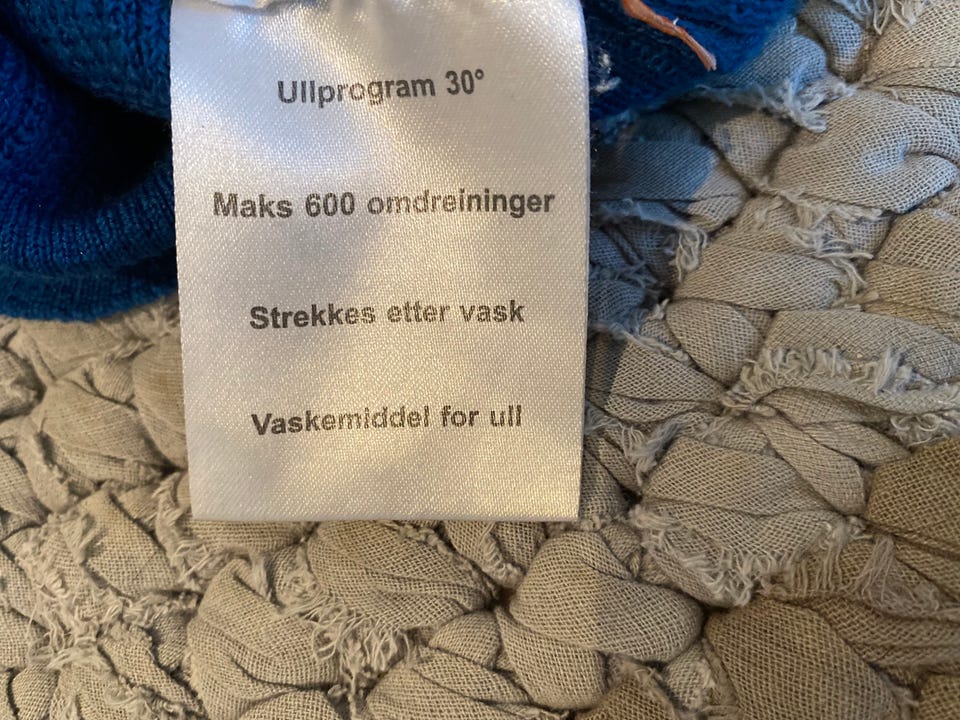 Ullprogram 30°
Maks 600 omdreininger
Strekkes etter vask
Vaskemiddel for ull